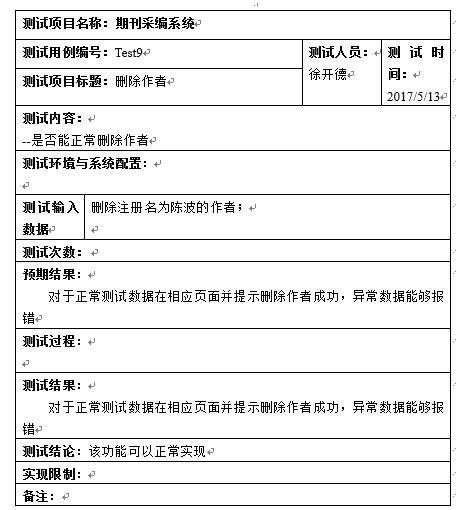 测试项目名称：期刊采编系统
测试用例编号：Test9
测试项目标题：删除作者
测试人员：
徐开德
测试时
间：
2017/5/13
测试内容：
--是否能正常删除作者
测试环境与系统配置：
测试输入
数据
删除注册名为陈波的作者；
测试次数：
预期结果：
对于正常测试数据在相应页面并提示删除作者成功，异常数据能够报
错
测试过程：
测试结果：
对于正常测试数据在相应页面并提示删除作者成功，异常数据能够报
错
测试结论：该功能可以正常实现
实现限制：
备注：